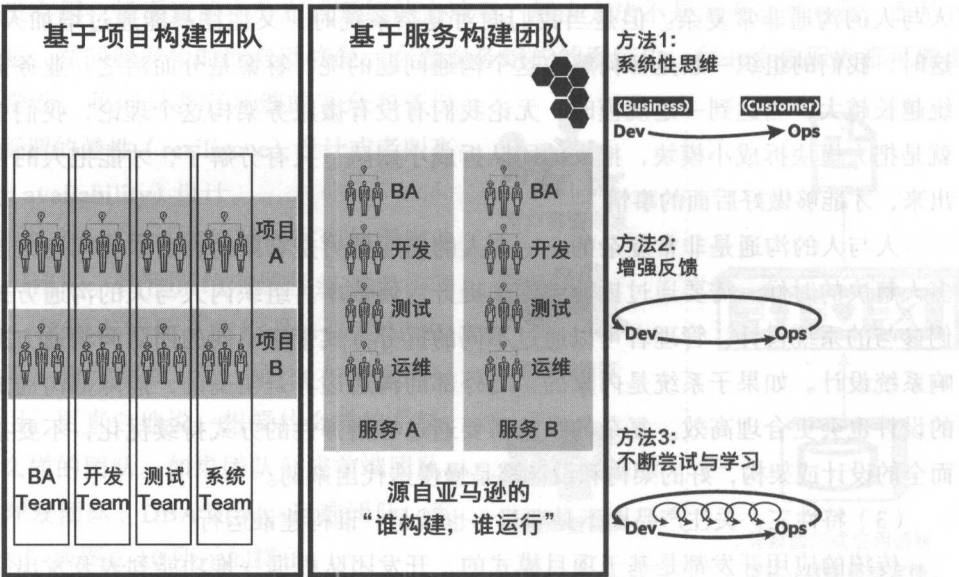 基于项目构建团队
项目
A
项目
B
BA
Team
开发
Team
测试
Team
系统
Team
基于服务构建团队
BA
BA
开发
开发
测试
测试
运维
运维
服务 A
服务 B
源自亚马逊的
“谁构建，谁运行”
方法1:
系统性思维
(Business)
(Customer)
Dev
Ops
方法2:
增强反馈
Dev
Ops
方法3:
不断尝试与学习
Dev
Ops